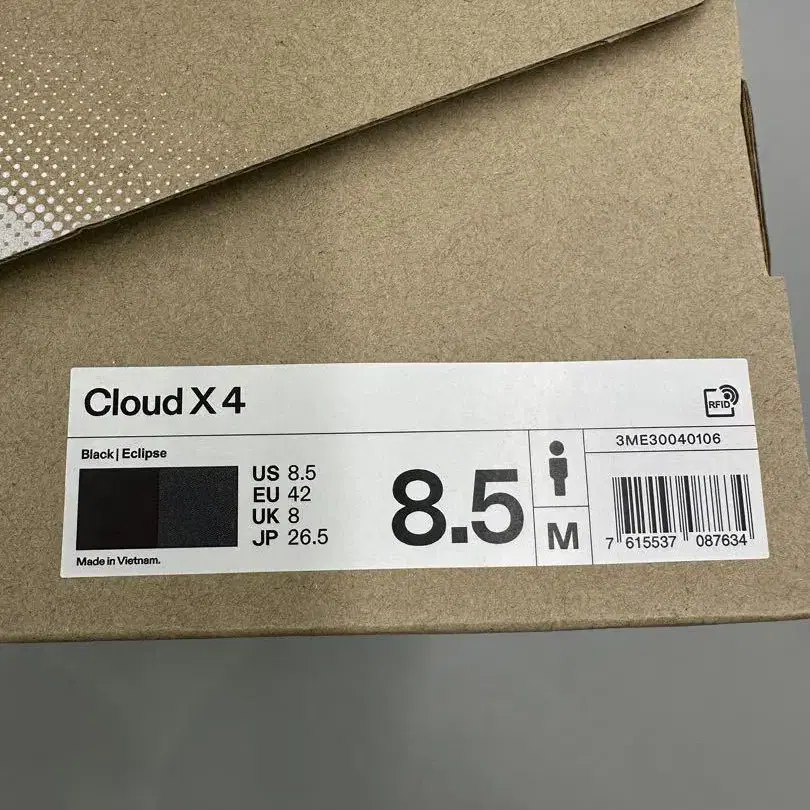 Cloud X 4
RFID
Black | Eclipse
3ME30040106
US 8.5
EU 42
UK 8
JP 26.5
8.5
M
7 615537 087634
Made in Vietnam.